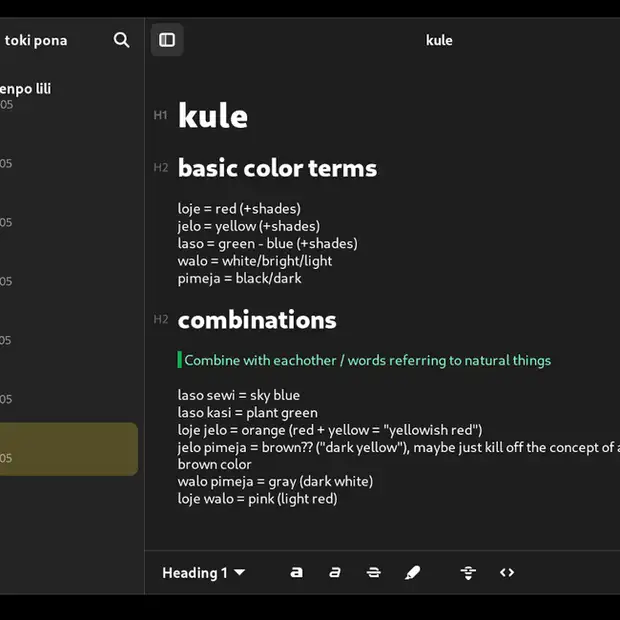 toki pona
kule
enpo lili
05
05
05
05
05
05
05
H1 kule
H2 basic color terms
loje = red (+shades)
jelo = yellow (+shades)
laso = green - blue (+shades)
walo = white/bright/light
pimeja = black/dark
H2 combinations
Combine with eachother / words referring to natural things
laso sewi = sky blue
laso kasi = plant green
loje jelo = orange (red + yellow = "yellowish red")
jelo pimeja = brown?? ("dark yellow"), maybe just kill off the concept of a
brown color
walo pimeja = gray (dark white)
loje walo = pink (light red)
Heading 1 a a